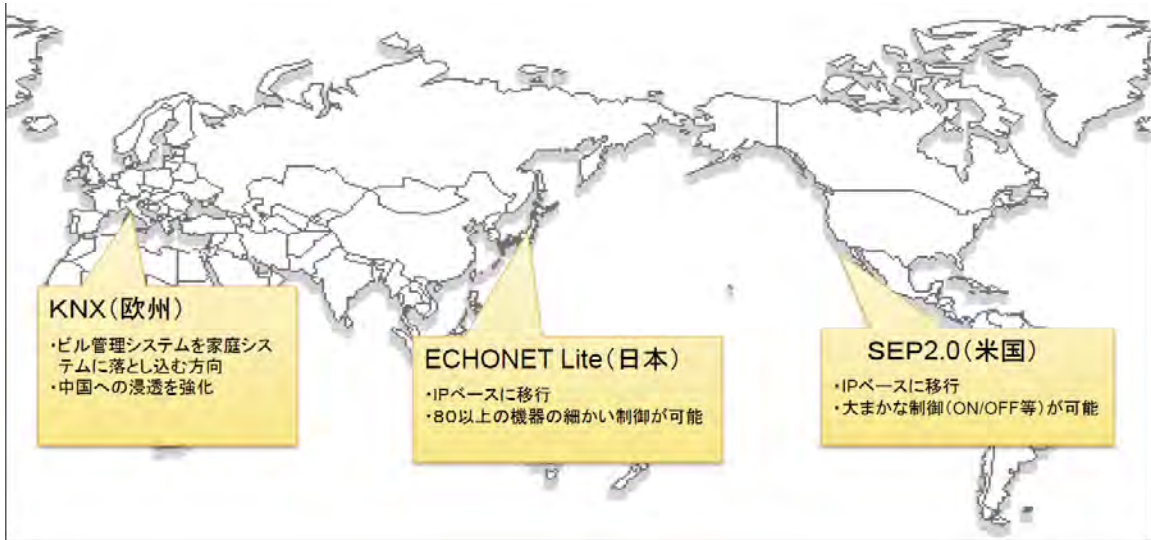 KNX（欧州）
・ビル管理システムを家庭シス
テムに落とし込む方向
・中国への浸透を強化
ECHONET Lite（日本）
・IPベースに移行
・80以上の機器の細かい制御が可能
SEP2.0（米国）
・IPベースに移行
・大まかな制御（ON/OFF等）が可能